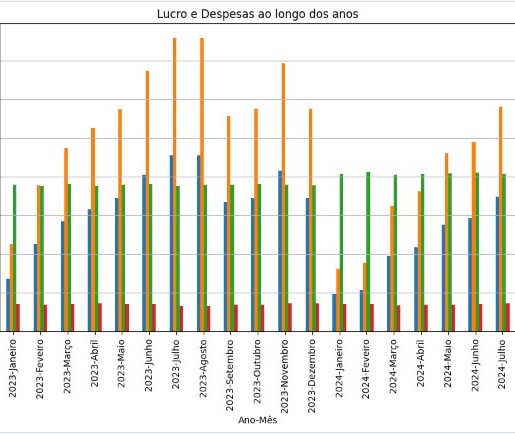 Lucro e Despesas ao longo dos anos
2023-Janeiro
2023-Feveiro
2023-Março
2023-Abril
2023-Maio
2023-Junho
2023-Julho
2023-Agosto
2023-Setembro
2023-Outubro
2023-Novembro
2023-Dezembro
2024-Janeiro
2024-Feveiro
2024-Março
2024-Abril
2024-Maio
2024-Junho
2024-Julho
Ano-Mês